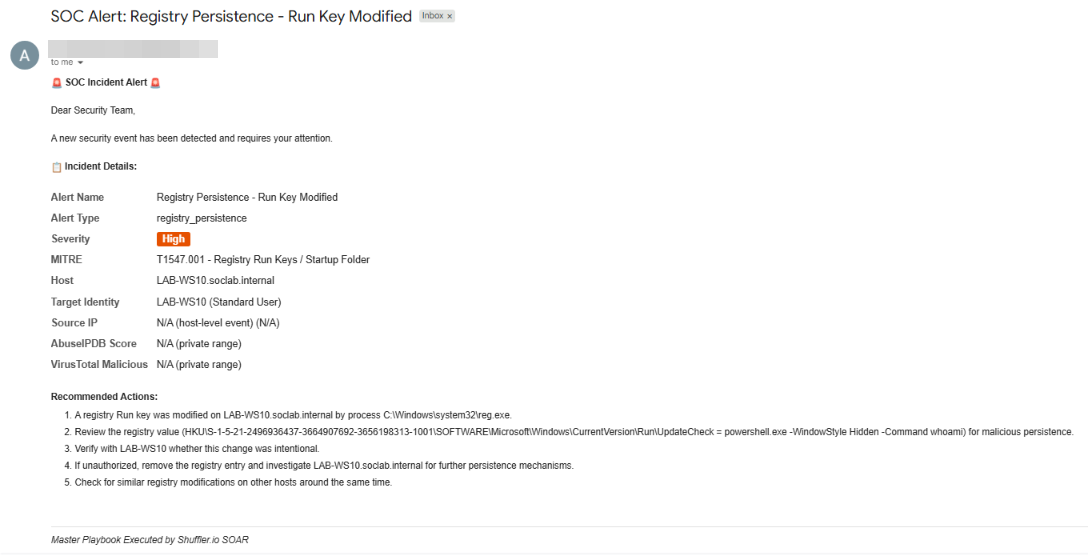 SOC Alert: Registry Persistence - Run Key Modified Inbox x
A
to me
🚨 SOC Incident Alert 🚨
Dear Security Team,
A new security event has been detected and requires your attention.
📋 Incident Details:
Alert Name Registry Persistence - Run Key Modified
Alert Type registry_persistence
Severity High
MITRE T1547.001 - Registry Run Keys / Startup Folder
Host LAB-WS10.soclab.internal
Target Identity LAB-WS10 (Standard User)
Source IP N/A (host-level event) (N/A)
AbuseIPDB Score N/A (private range)
VirusTotal Malicious N/A (private range)
Recommended Actions:
1. A registry Run key was modified on LAB-WS10.soclab.internal by process C:\Windows\system32\reg.exe.
2. Review the registry value (HKU\S-1-5-21-2496936437-3664907692-3656198313-1001\SOFTWARE\Microsoft\Windows\CurrentVersion\Run\UpdateCheck = powershell.exe -WindowStyle Hidden -Command whoami) for malicious persistence.
3. Verify with LAB-WS10 whether this change was intentional.
4. If unauthorized, remove the registry entry and investigate LAB-WS10.soclab.internal for further persistence mechanisms.
5. Check for similar registry modifications on other hosts around the same time.
Master Playbook Executed by Shuffler.io SOAR